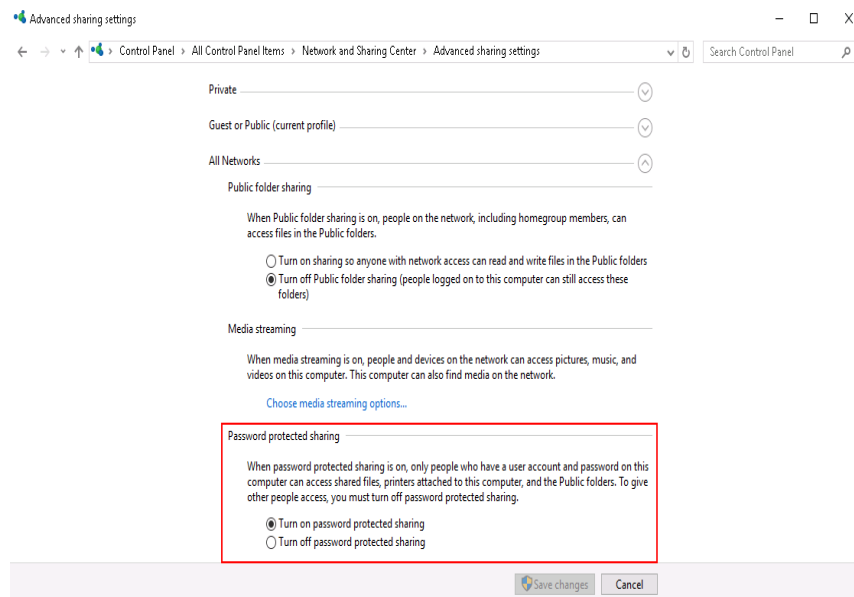 Advanced sharing settings
Control Panel > All Control Panel Items > Network and Sharing Center > Advanced sharing settings
Search Control Panel
Private
Guest or Public (current profile)
All Networks
Public folder sharing
When Public folder sharing is on, people on the network, including homegroup members, can
access files in the Public folders.
Turn on sharing so anyone with network access can read and write files in the Public folders
Turn off Public folder sharing (people logged on to this computer can still access these
folders)
Media streaming
When media streaming is on, people and devices on the network can access pictures, music, and
videos on this computer. This computer can also find media on the network.
Choose media streaming options...
Password protected sharing
When password protected sharing is on, only people who have a user account and password on this
computer can access shared files, printers attached to this computer, and the Public folders. To give
other people access, you must turn off password protected sharing.
Turn on password protected sharing
Turn off password protected sharing
Save changes
Cancel